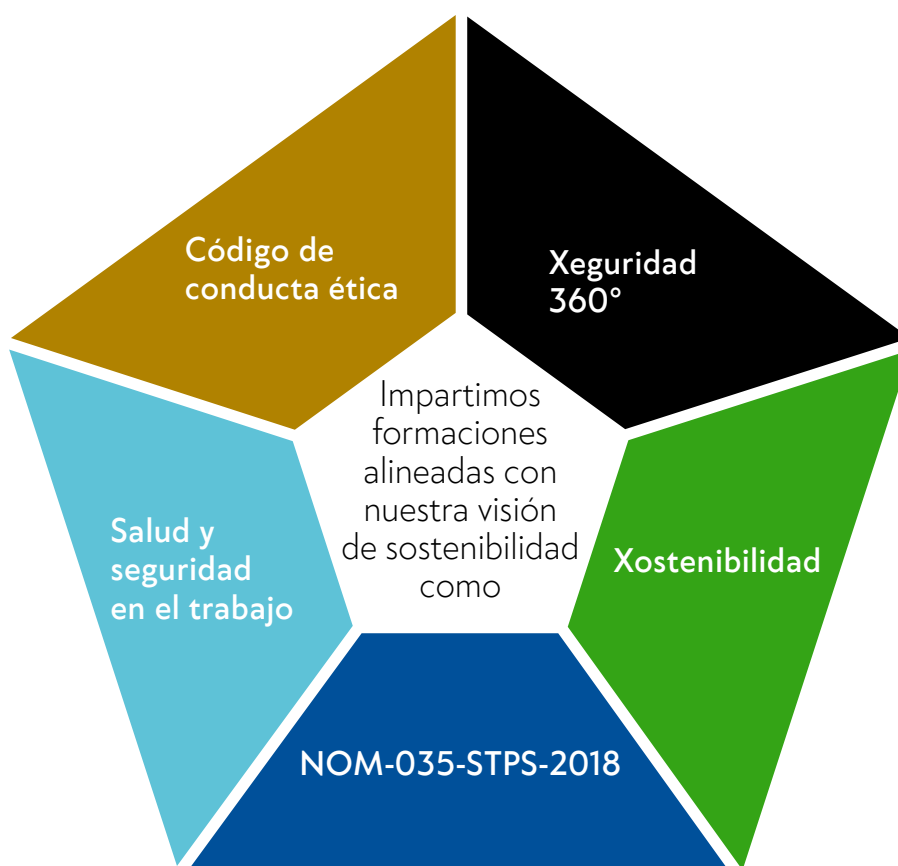 Código de
conducta ética
Xeguridad
360°
Impartimos
formaciones
alineadas con
nuestra visión
de sostenibilidad
como
Salud y
seguridad
en el trabajo
Xostenibilidad
NOM-035-STPS-2018